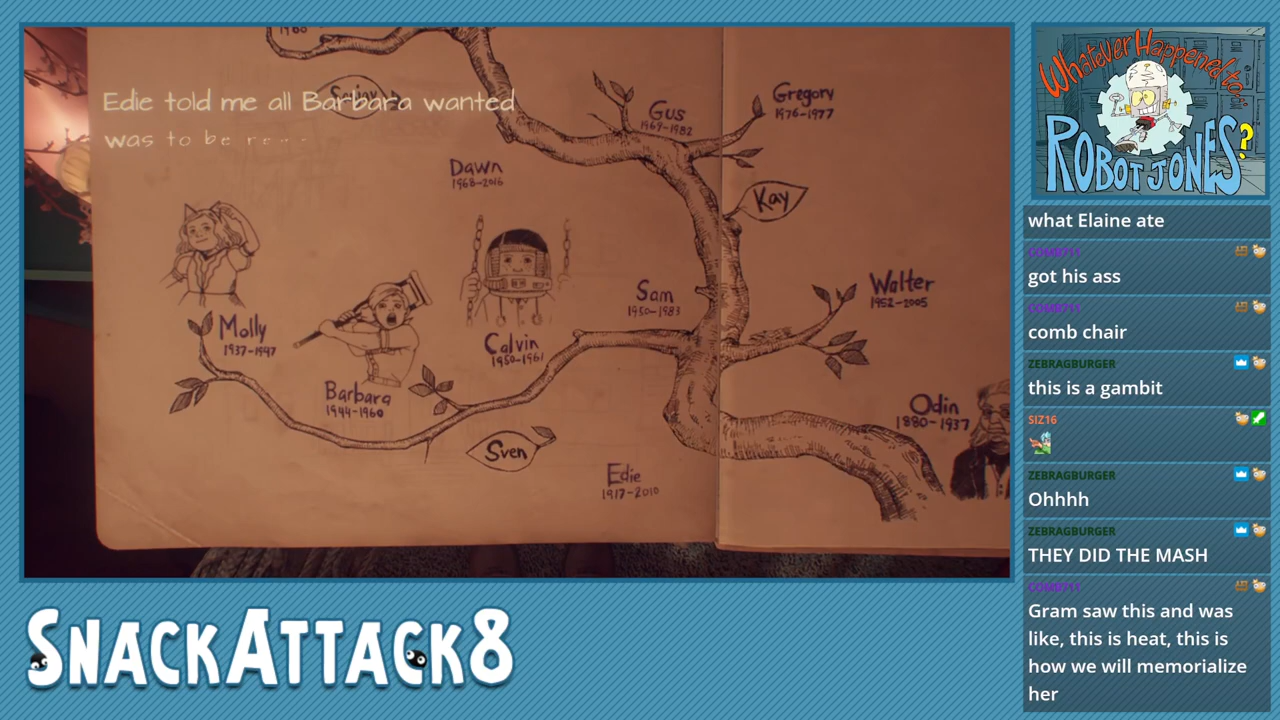 1960
Edie told me all Barbara wanted
was to be
Gus
1969-1982
Gregory
1976-1977
Dawn
1968-2016
Kay
Sam
1950-1983
Walter
1952-2005
Molly
1937-1947
Calvin
1950-1961
Barbara
1944-1960
Odin
1880-1937
Sven
Edie
1917-2010
SNACKATTACK8
Whatever Happened to...
ROBOT JONES?
what Elaine ate
got his ass
comb chair
ZEBRAGBURGER
this is a gambit
SIZ16
ZEBRAGBURGER
Ohhhh
ZEBRAGBURGER
THEY DID THE MASH
Gram saw this and was
like, this is heat, this is
how we will memorialize
her